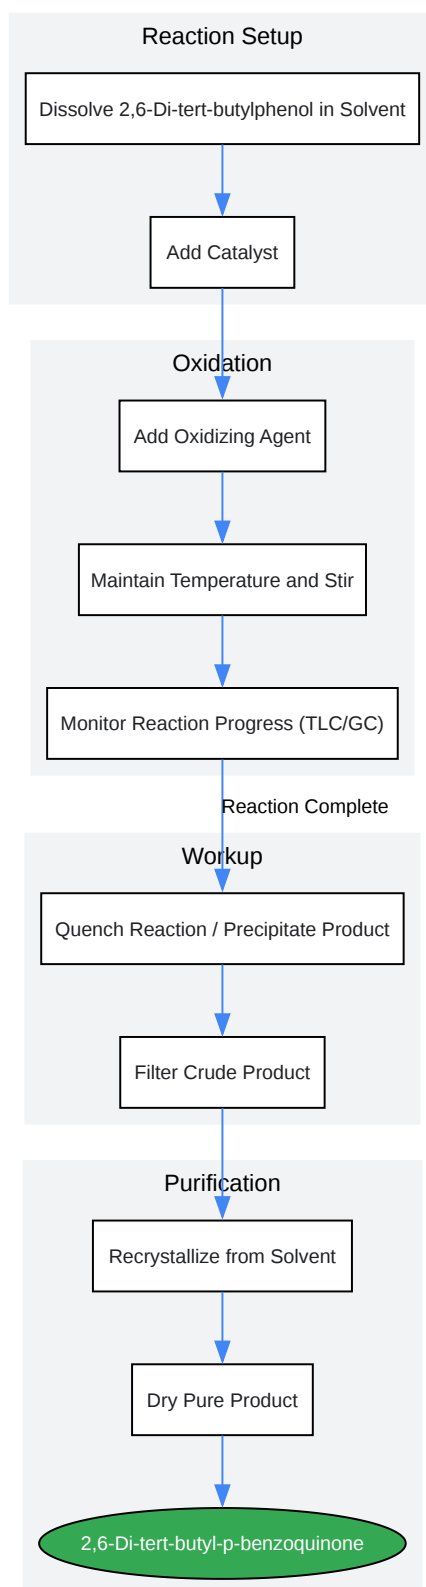 Reaction Setup
Dissolve 2,6-Di-tert-butylphenol in Solvent
Add Catalyst
Oxidation
Add Oxidizing Agent
Maintain Temperature and Stir
Monitor Reaction Progress (TLC/GC)
Reaction Complete
Workup
Quench Reaction / Precipitate Product
Filter Crude Product
Purification
Recrystallize from Solvent
Dry Pure Product
2,6-Di-tert-butyl-p-benzoquinone